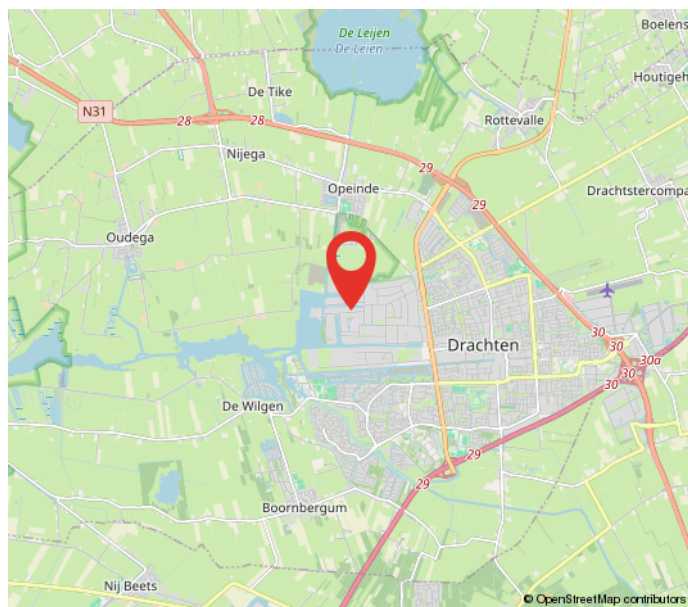 De Leijen
De Leien
Boelens
Houtigeh
De Tike
N31
28
28
Rottevalle
Nijega
29
Opeinde
Drachtstercompa
29
Oudega
30
Drachten
30
30a
30
30
De Wilgen
29
29
Boornbergum
Nij Beets
© OpenStreetMap contributors